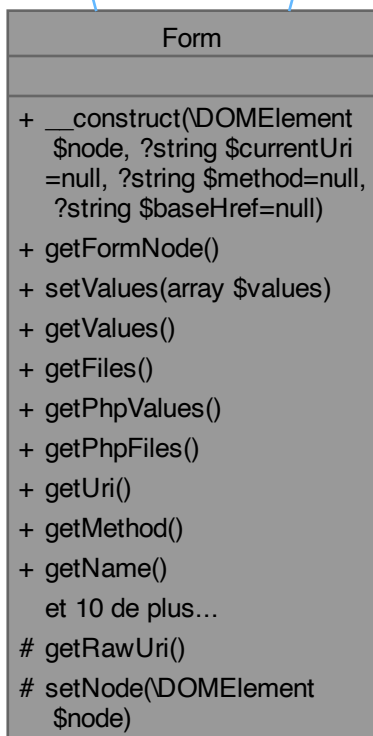 Form
+ __construct(\DOMElement
$node, ?string $currentUri
=null, ?string $method=null,
?string $baseHref=null)
+ getFormNode()
+ setValues(array $values)
+ getValues()
+ getFiles()
+ getPhpValues()
+ getPhpFiles()
+ getUri()
+ getMethod()
+ getName()
et 10 de plus...
# getRawUri()
# setNode(\DOMElement
$node)